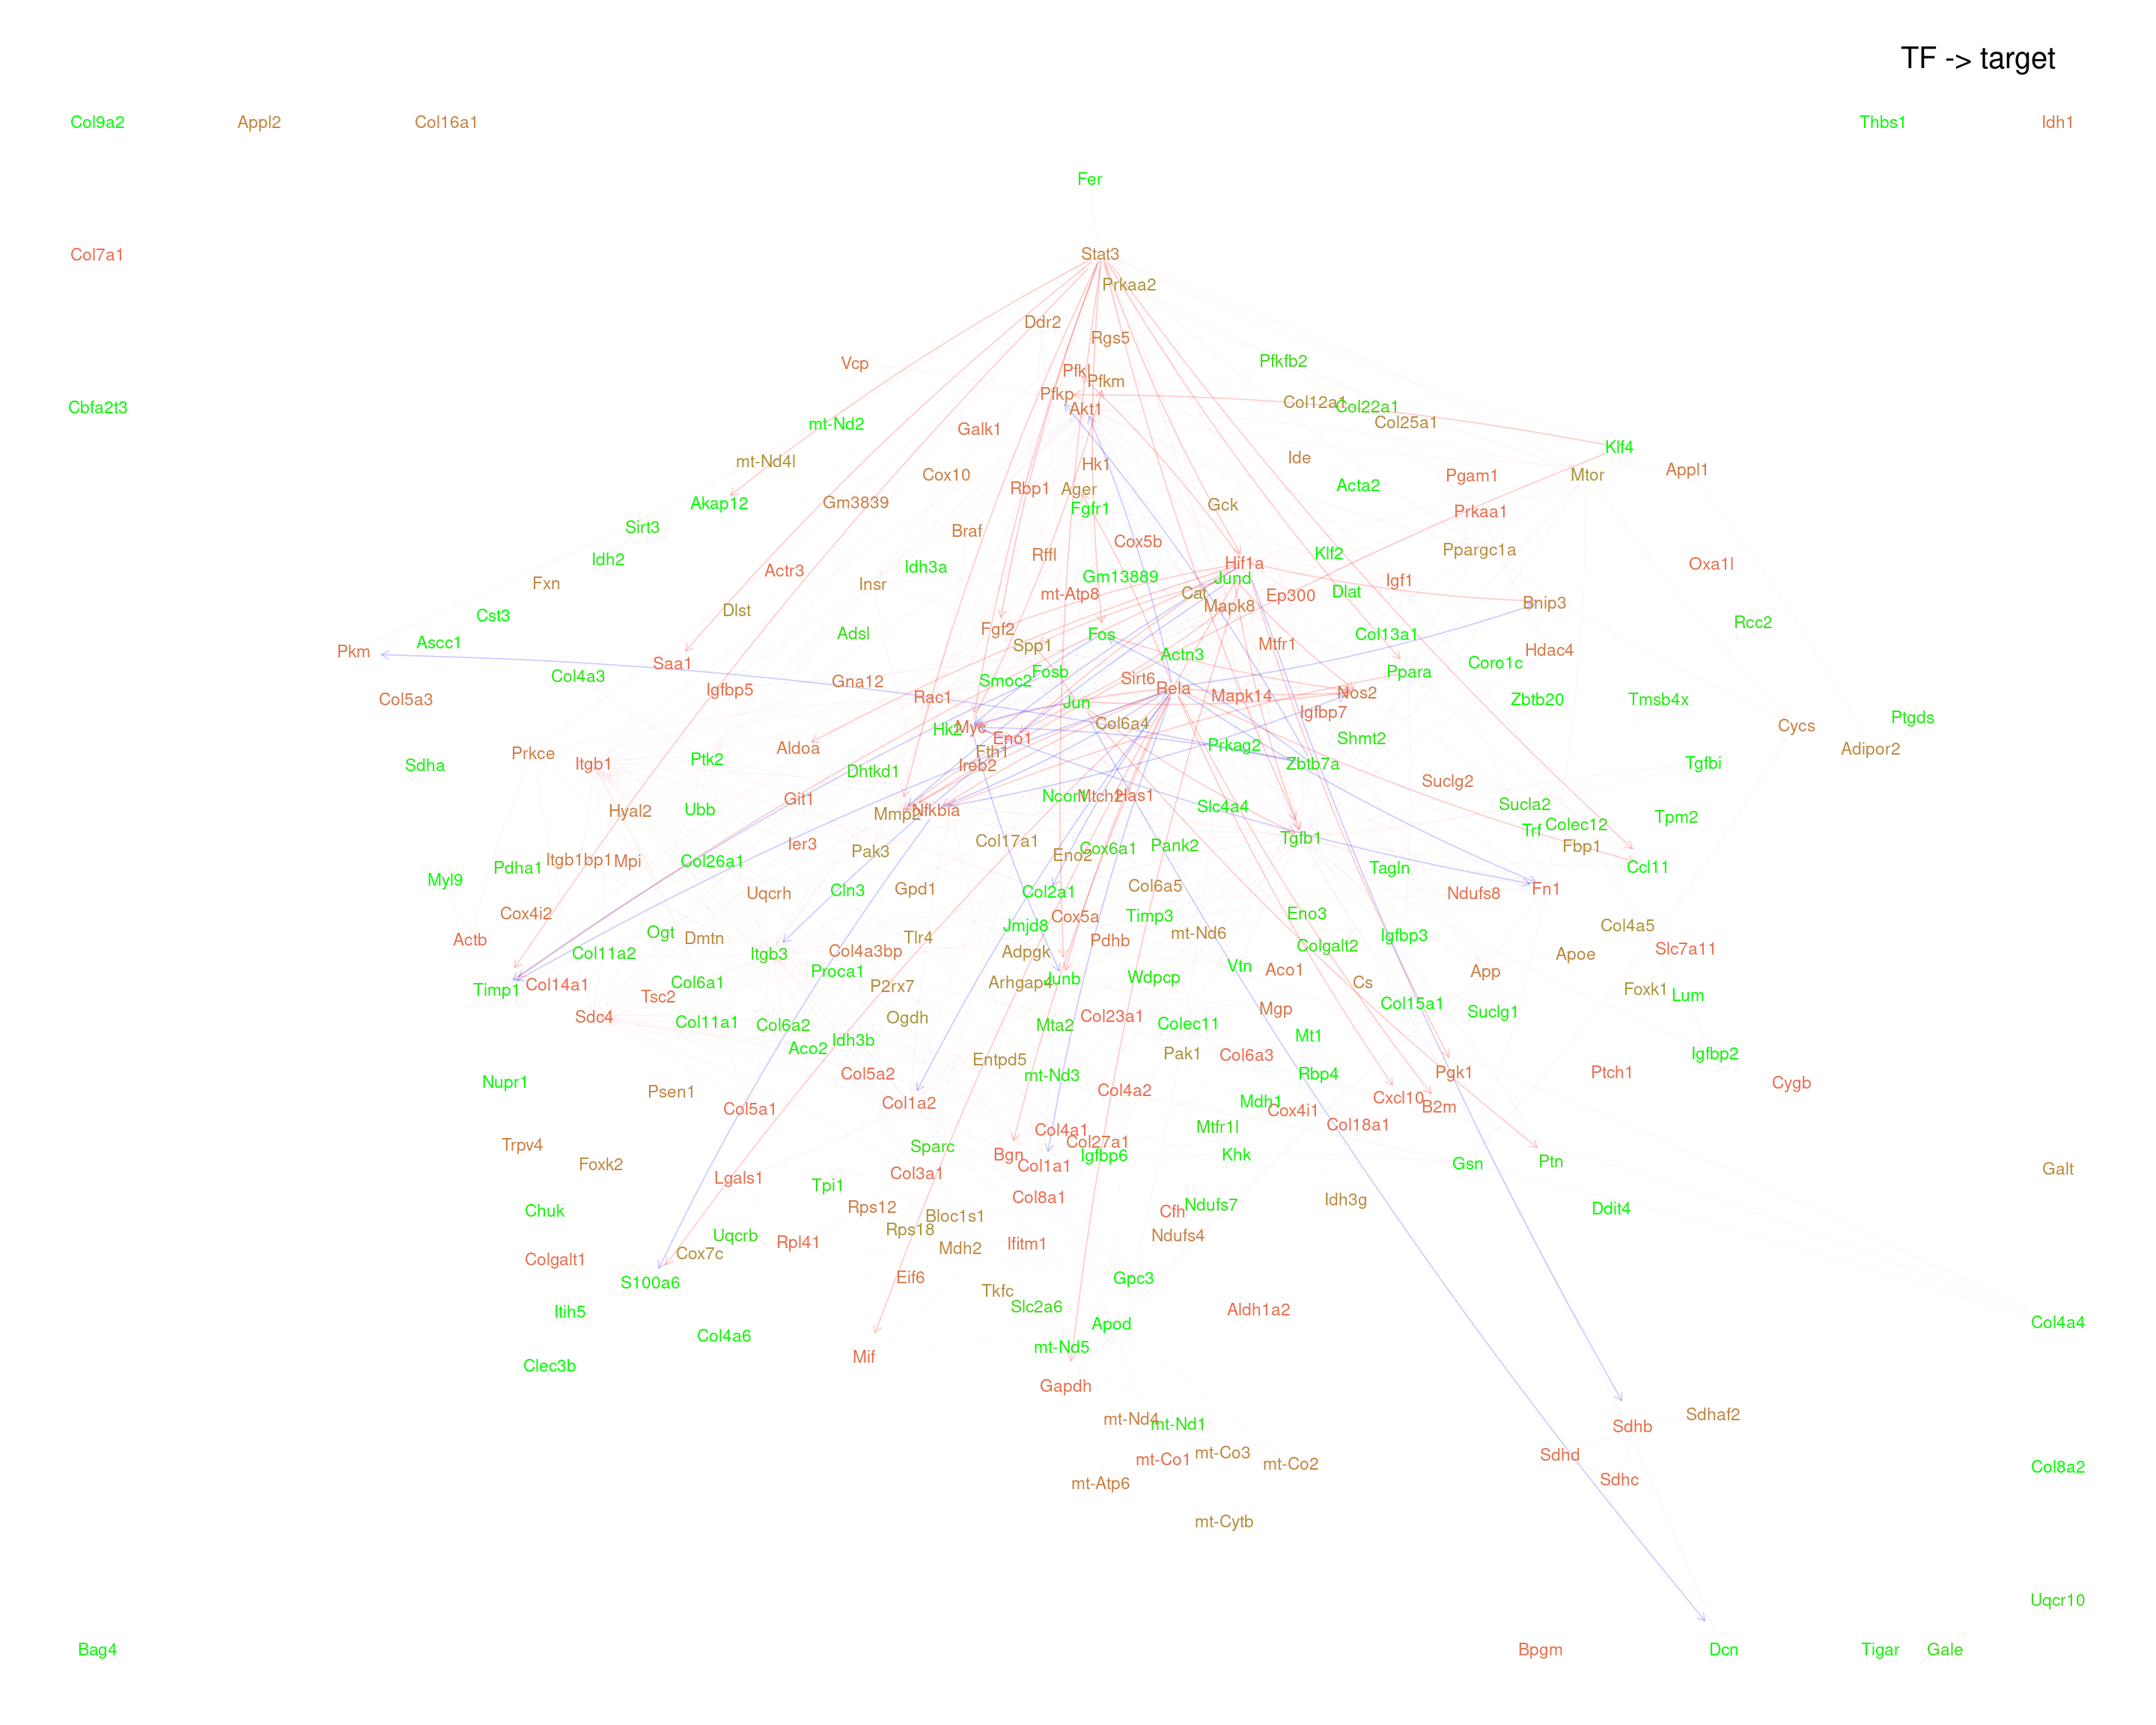 TF -> target
Col9a2
Appl2
Col16a1
Thbs1
Idh1
Fer
Stat3
Col7a1
Prkaa2
Ddr2
Rgs5
Vcp
Pfkfb2
Pfkl
Pfkm
Pfkp
Akt1
Col12a1
Col22a1
Cbfa2t3
mt-Nd2
Galk1
Col25a1
Klf4
mt-Nd4l
Cox10
Hk1
Ide
Pgam1
Mtor
Appl1
Akap12
Gm3839
Rbp1
Ager
Fgfr1
Gck
Acta2
Prkaa1
Sirt3
Braf
Cox5b
Idh2
Rffl
Klf2
Ppargc1a
Actr3
Idh3a
Hif1a
Oxa1l
Fxn
Insr
Gm13889
Jund
Igf1
Cst3
Dlst
mt-Atp8
Cat
Mapk8
Ep300
Dlat
Bnip3
Ascc1
Adsl
Fgf2
Fos
Col13a1
Rcc2
Pkm
Saa1
Spp1
Actn3
Mtfr1
Hdac4
Col4a3
Gna12
Smoc2
Fosb
Sirt6
Ppara
Coro1c
Col5a3
Igfbp5
Rac1
Jun
Rela
Mapk14
Nos2
Zbtb20
Tmsb4x
Igfbp7
Ptgds
Hk2
Myc
Eno1
Col6a4
Cycs
Prkce
Itgb1
Ptk2
Aldoa
Fth1
Prkag2
Shmt2
Adipor2
Sdha
Dhtkd1
Ireb2
Zbtb7a
Tgfbi
Hyal2
Ubb
Git1
Mmp2
Nfkbia
Ncor1
Mtch2
Has1
Slc4a4
Suclg2
Sucla2
Itgb1bp1
Mpi
Col26a1
Ier3
Pak3
Col17a1
Eno2
Cox6a1
Pank2
Tgfb1
Trf
Colec12
Tpm2
Fbp1
Myl9
Pdha1
Uqcrh
Cln3
Gpd1
Col2a1
Col6a5
Tagln
Ndufs8
Fn1
Ccl11
Cox4i2
Actb
Ogt
Dmtn
Col11a2
Itgb3
Col4a3bp
Tlr4
Jmjd8
Cox5a
Timp3
mt-Nd6
Eno3
Igfbp3
Colgalt2
Col4a5
Adpgk
Pdhb
Apoe
Slc7a11
Timp1
Col14a1
Tsc2
Col6a1
Proca1
P2rx7
Arhgap4
Junb
Wdpcp
Vtn
Aco1
Cs
App
Foxk1
Lum
Sdc4
Col11a1
Col6a2
Ogdh
Mta2
Col23a1
Colec11
Mgp
Col15a1
Suclg1
Aco2
Idh3b
Mt1
Entpd5
Pak1
Col6a3
Igfbp2
Nupr1
Psen1
Col5a2
mt-Nd3
Col4a2
Rbp4
Pgk1
Ptch1
Cygb
Col5a1
Col1a2
Mdh1
Cox4i1
Cxcl10
B2m
Trpv4
Sparc
Col4a1
Col27a1
Mtfr1l
Col18a1
Foxk2
Lgals1
Col3a1
Bgn
Col1a1
Igfbp6
Khk
Gsn
Ptn
Galt
Tpi1
Col8a1
Chuk
Rps12
Bloc1s1
Cfh
Ndufs7
Idh3g
Ddit4
Uqcrb
Rps18
Ndufs4
Colgalt1
Cox7c
Rpl41
Mdh2
Ifitm1
S100a6
Eif6
Gpc3
Itih5
Tkfc
Slc2a6
Aldh1a2
Col4a6
Apod
Col4a4
Clec3b
Mif
mt-Nd5
Gapdh
mt-Nd4
mt-Nd1
Sdhb
Sdhaf2
mt-Co1
mt-Co3
mt-Co2
Sdhd
Sdhc
mt-Atp6
Col8a2
mt-Cytb
Uqcr10
Bag4
Bpgm
Dcn
Tigar
Gale